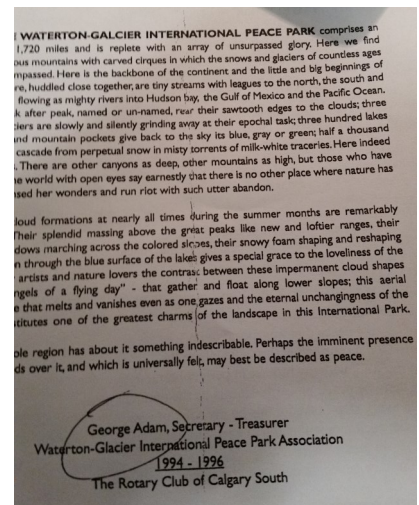 WATERTON-GALCIER INTERNATIONAL PEACE PARK comprises an
1,720 miles and is replete with an array of unsurpassed glory. Here we find
ous mountains with carved cirques in which the snows and glaciers of countless ages
mpassed. Here is the backbone of the continent and the little and big beginnings of
re, huddled close together, are tiny streams with leagues to the north, the south and
flowing as mighty rivers into Hudson bay, the Gulf of Mexico and the Pacific Ocean.
k after peak, named or un-named, rear their sawtooth edges to the clouds; three
iers are slowly and silently grinding away at their epochal task; three hundred lakes
nd mountain pockets give back to the sky its blue, gray or green; half a thousand
cascade from perpetual snow in misty torrents of milk-white traceries. Here indeed
. There are other canyons as deep, other mountains as high, but those who have
e world with open eyes say earnestly that there is no other place where nature has
sed her wonders and run riot with such utter abandon.
loud formations at nearly all times during the summer months are remarkably
Their splendid massing above the great peaks like new and loftier ranges, their
dows marching across the colored slopes, their snowy foam shaping and reshaping
n through the blue surface of the lakes gives a special grace to the loveliness of the
artists and nature lovers the contrast between these impermanent cloud shapes
ngels of a flying day" - that gather and float along lower slopes; this aerial
e that melts and vanishes even as one gazes and the eternal unchangingness of the
titutes one of the greatest charms of the landscape in this International Park.
ole region has about it something indescribable. Perhaps the imminent presence
ds over it, and which is universally felt, may best be described as peace.
George Adam, Secretary - Treasurer
Waterton-Glacier International Peace Park Association
1994 - 1996
The Rotary Club of Calgary South